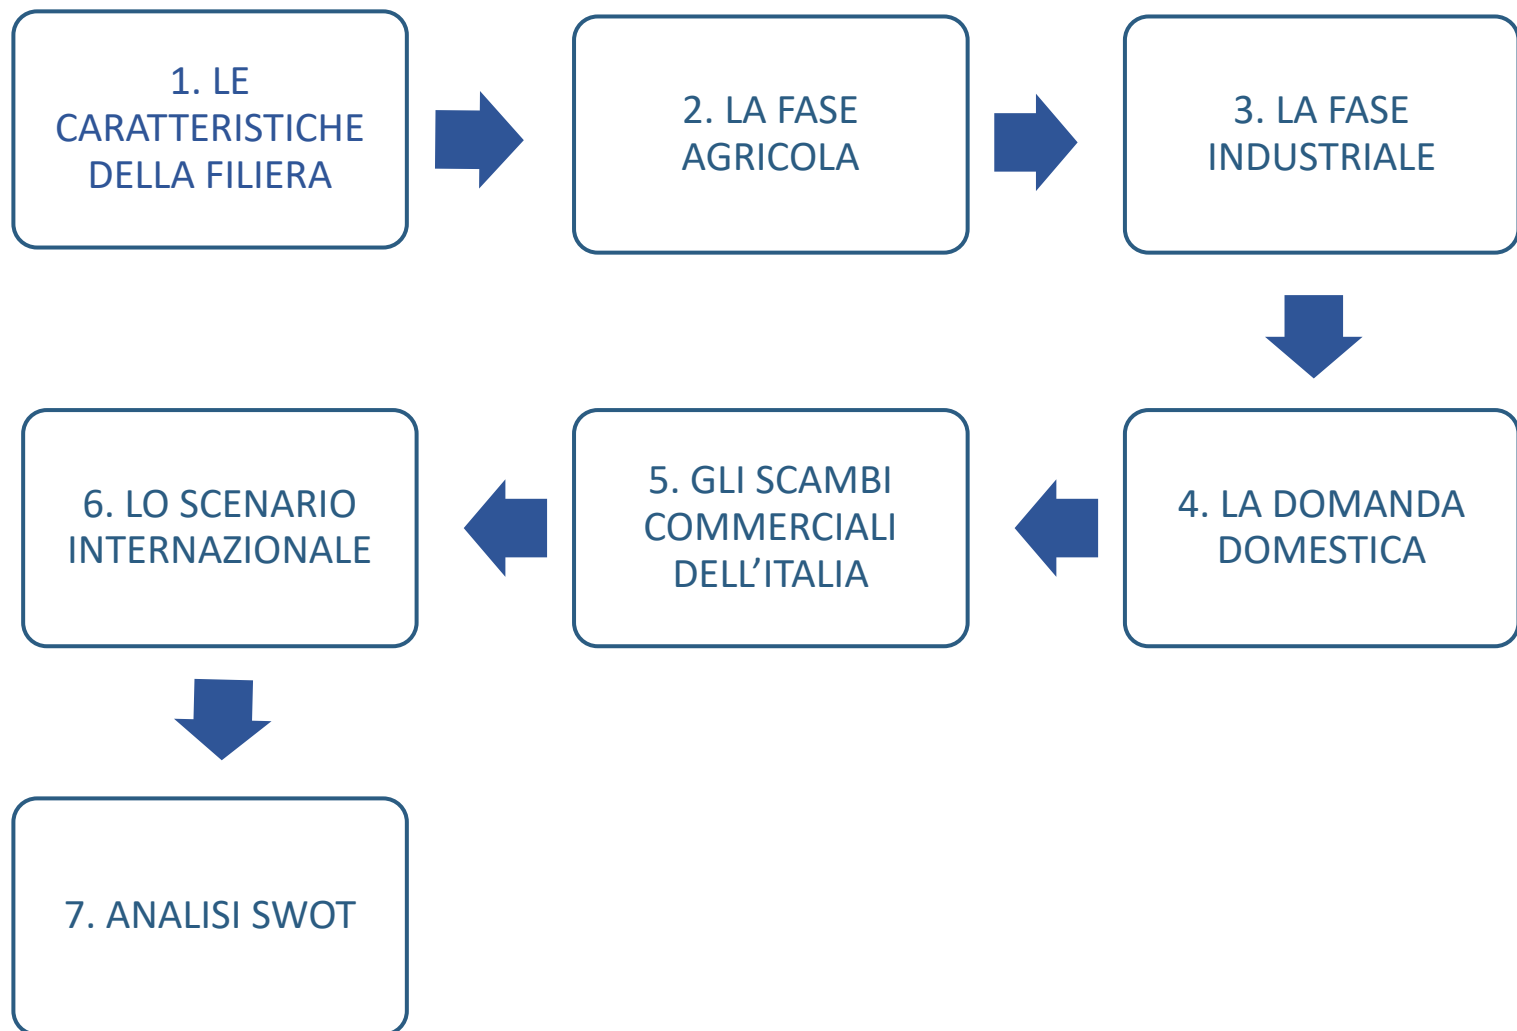 1. LE
CARATTERISTICHE
DELLA FILIERA
2. LA FASE
AGRICOLA
3. LA FASE
INDUSTRIALE
4. LA DOMANDA
DOMESTICA
5. GLI SCAMBI
COMMERCIALI
DELL’ITALIA
6. LO SCENARIO
INTERNAZIONALE
7. ANALISI SWOT